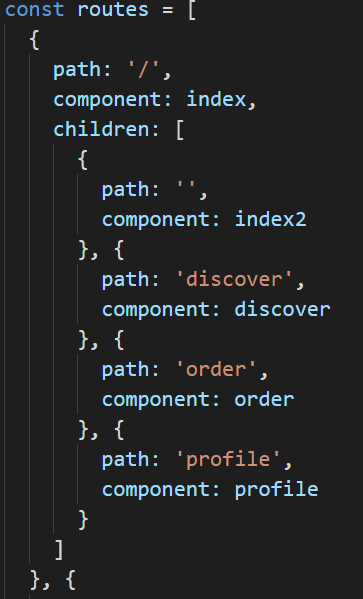 const routes = [
  {
    path: '/',
    component: index,
    children: [
      {
        path: '',
        component: index2
      }, {
        path: 'discover',
        component: discover
      }, {
        path: 'order',
        component: order
      }, {
        path: 'profile',
        component: profile
      }
    ]
  }, {